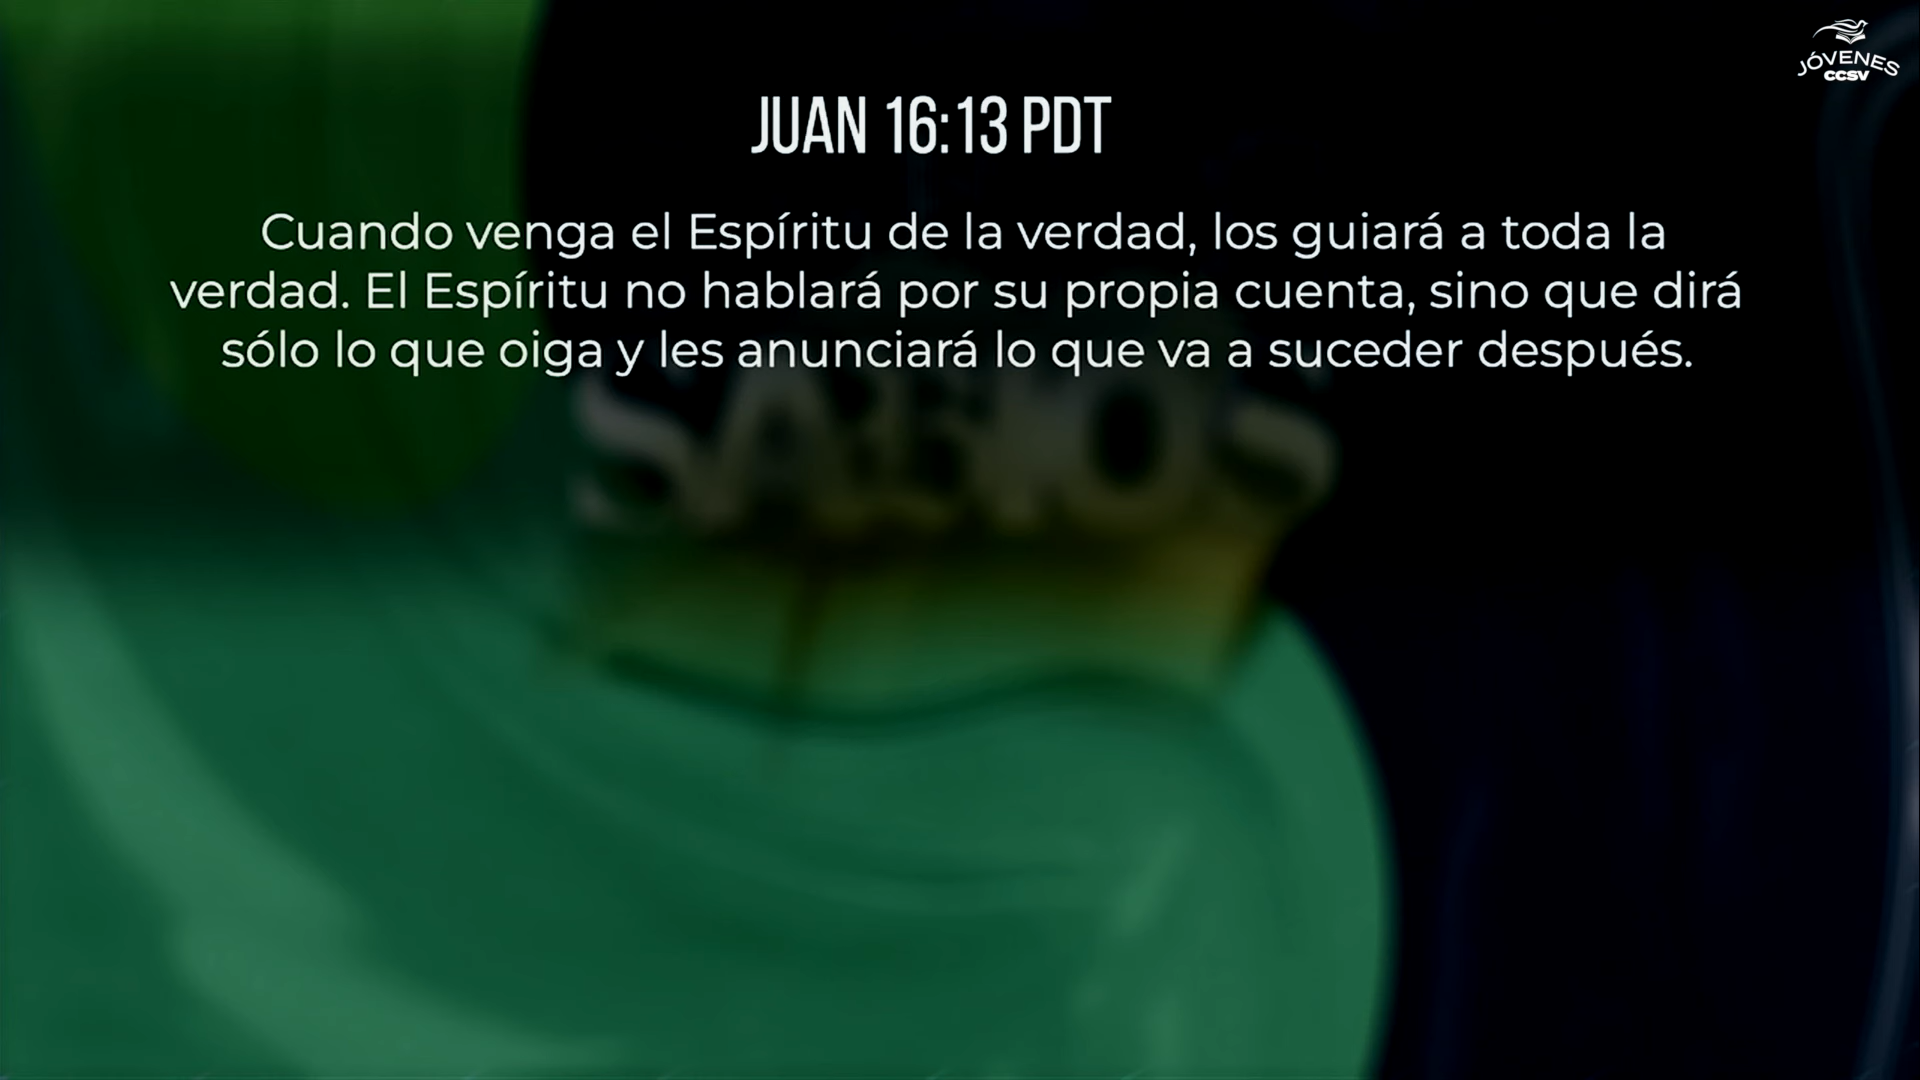 JÓVENES
CCSV
JUAN 16:13 PDT
Cuando venga el Espíritu de la verdad, los guiará a toda la
verdad. El Espíritu no hablará por su propia cuenta, sino que dirá
sólo lo que oiga y les anunciará lo que va a suceder después.
SABIOS